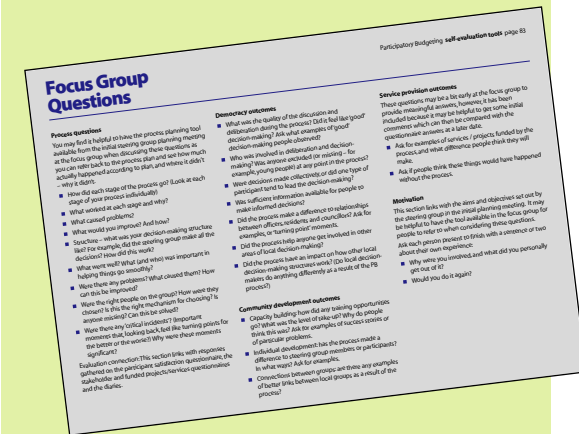 Participatory Budgeting self-evaluation tools page 83
Focus Group
Questions
Process questions
You may find it helpful to have the process planning tool
available from the initial steering group planning meeting
at the focus group when discussing these questions, as
you can refer back to the process plan and see how much
actually happened according to plan, and where it didn't
– why it didn't.
■ How did each stage of the process go? (Look at each
stage of your process individually)
■ What worked at each stage and why?
■ What caused problems?
■ What would you improve? And how?
■ Structure – what was your decision-making structure
like? For example, did the steering group make all the
decisions? How did this work?
■ What went well? What (and who) was important in
helping things go smoothly?
■ Were there any problems? What caused them? How
can this be improved?
■ Were the right people on the group? How were they
chosen? Is this the right mechanism for choosing? Is
anyone missing? Can this be solved?
■ Were there any 'critical incidents'? (Important
moments that, looking back, feel like turning points for
the better or the worse?) Why were these moments
significant?
Evaluation connection: This section links with responses
gathered on the participant satisfaction questionnaire, the
stakeholder and funded projects/services questionnaires
and the diaries.
Democracy outcomes
■ What was the quality of the discussion and
deliberation during the process? Did it feel like 'good'
decision-making? Ask what examples of 'good'
decision-making people observed?
■ Who was involved in deliberation and decision-
making? Was anyone excluded (or missing – for
example, young people) at any point in the process?
■ Were decisions made collectively, or did one type of
participant tend to lead the decision-making?
■ Was sufficient information available for people to
make informed decisions?
■ Did the process make a difference to relationships
between officers, residents and councillors? Ask for
examples, or 'turning point' moments.
■ Did the process help anyone get involved in other
areas of local decision-making?
■ Did the process have an impact on how other local
decision-making structures work? (Do local decision-
makers do anything differently as a result of the PB
process?)
Community development outcomes
■ Capacity building: how did any training opportunities
go? What was the level of take-up? Why do people
think this was? Ask for examples of success stories or
of particular problems.
■ Individual development: has the process made a
difference to steering group members or participants?
In what ways? Ask for examples.
■ Connections between groups: are there any examples
of better links between local groups as a result of the
process?
Service provision outcomes
These questions may be a bit early at the focus group to
provide meaningful answers, however, it has been
included because it may be helpful to get some initial
comments which can then be compared with the
questionnaire answers at a later date.
■ Ask for examples of services / projects funded by the
process, and what difference people think they will
make.
■ Ask if people think these things would have happened
without the process.
Motivation
This section links with the aims and objectives set out by
the steering group in the initial planning meeting. It may
be helpful to have the tool available in the focus group for
people to refer to when considering these questions.
Ask each person present to finish with a sentence or two
about their own experience:
■ Why were you involved, and what did you personally
get out of it?
■ Would you do it again?